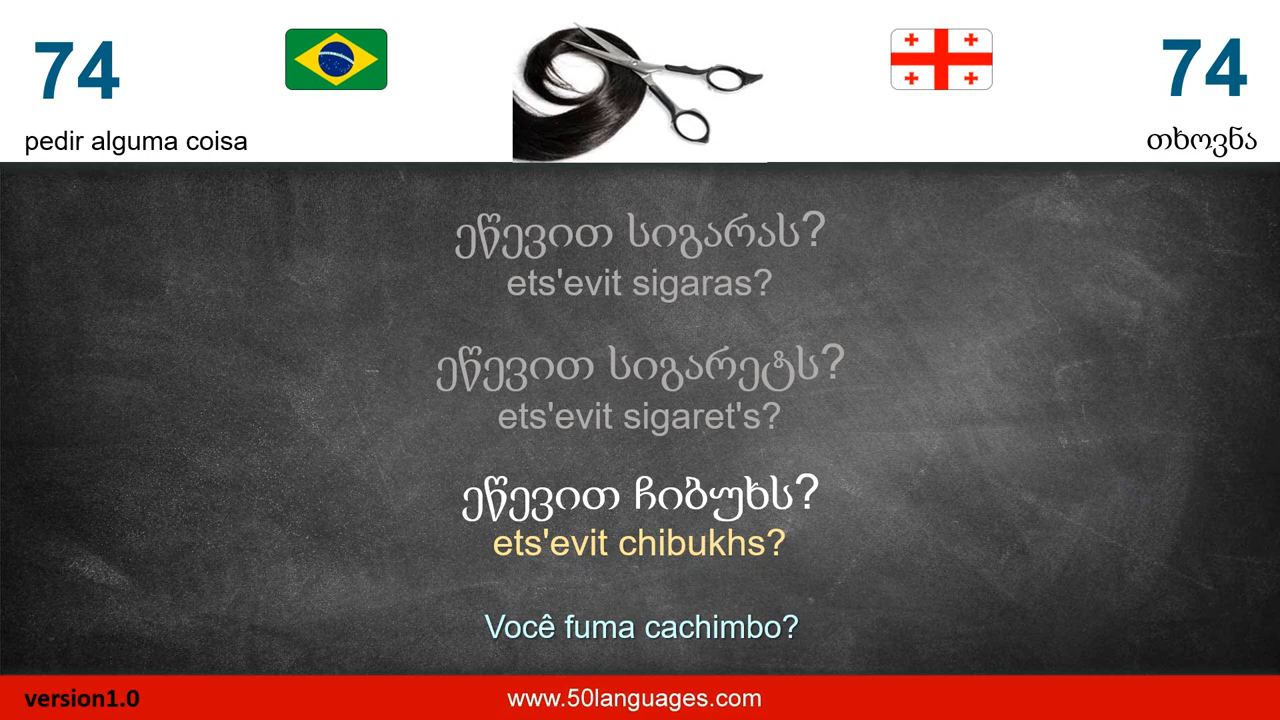 74
74
pedir alguma coisa
თხოვნა
ეწევით სიგარას?
ets'evit sigaras?
ეწევით სიგარეტს?
ets'evit sigaret's?
ეწევით ჩიბუხს?
ets'evit chibukhs?
Você fuma cachimbo?
version1.0
www.50languages.com